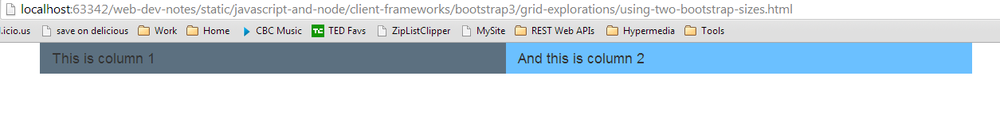 localhost:63342/web-dev-notes/static/javascript-and-node/client-frameworks/bootstrap3/grid-explorations/using-two-bootstrap-sizes.html
l.icio.us save on delicious Work Home CBC Music TC TED Favs ZipListClipper MySite REST Web APIs Hypermedia Tools
This is column 1 And this is column 2